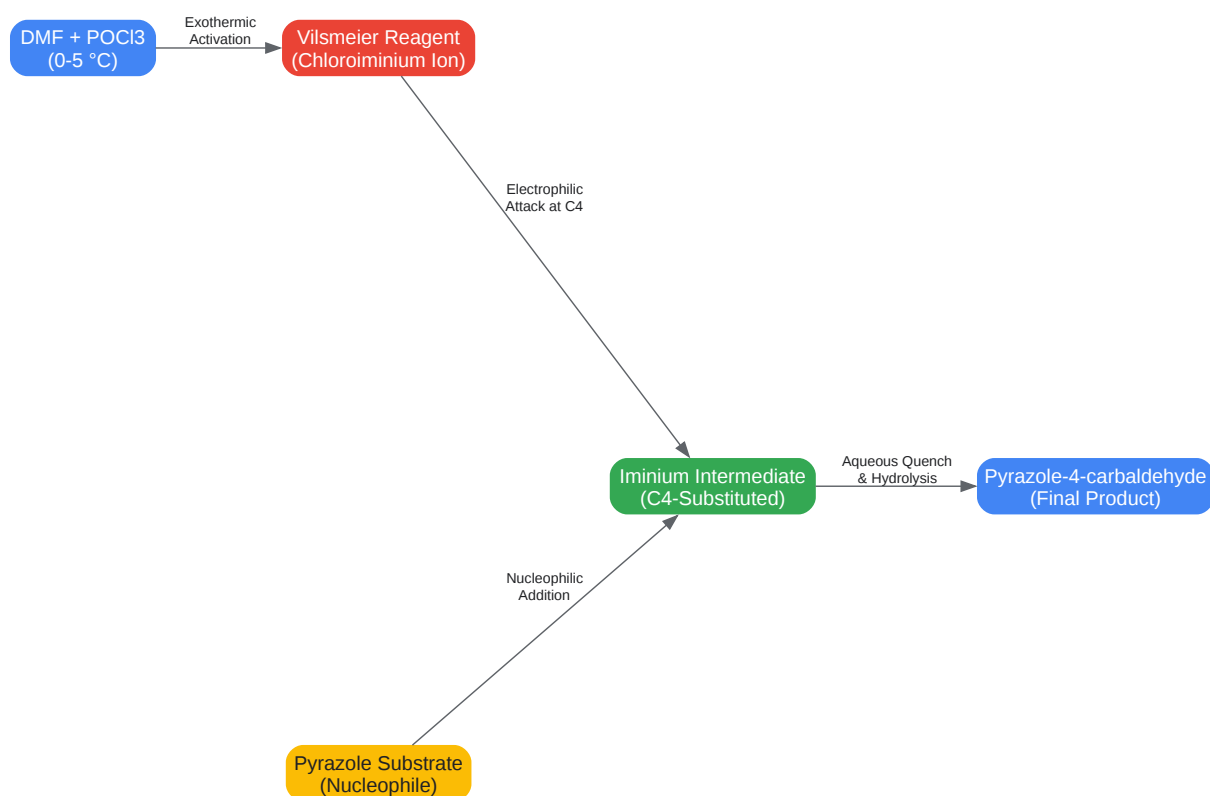 DMF + POCl3
(0-5 °C)
Exothermic
Activation
Vilsmeier Reagent
(Chloroiminium Ion)
Electrophilic
Attack at C4
Iminium Intermediate
(C4-Substituted)
Aqueous Quench
& Hydrolysis
Pyrazole-4-carbaldehyde
(Final Product)
Nucleophilic
Addition
Pyrazole Substrate
(Nucleophile)